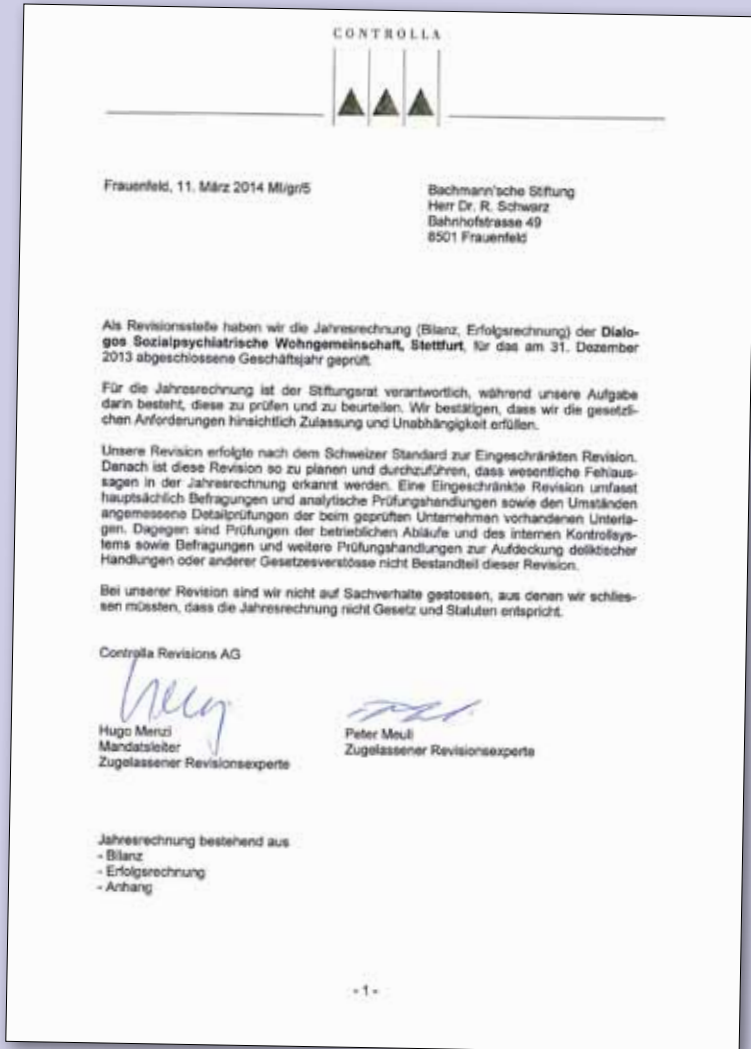 CONTROLLA
Frauenfeld, 11. März 2014 MI/gr/5
Bachmann'sche Stiftung
Herr Dr. R. Schwarz
Bahnhofstrasse 49
8501 Frauenfeld
Als Revisionsstelle haben wir die Jahresrechnung (Bilanz, Erfolgsrechnung) der Dialo-
gos Sozialpsychiatrische Wohngemeinschaft, Stettfurt, für das am 31. Dezember
2013 abgeschlossene Geschäftsjahr geprüft.
Für die Jahresrechnung ist der Stiftungsrat verantwortlich, während unsere Aufgabe
darin besteht, diese zu prüfen und zu beurteilen. Wir bestätigen, dass wir die gesetzli-
chen Anforderungen hinsichtlich Zulassung und Unabhängigkeit erfüllen.
Unsere Revision erfolgte nach dem Schweizer Standard zur Eingeschränkten Revision.
Danach ist diese Revision so zu planen und durchzuführen, dass wesentliche Fehlaus-
sagen in der Jahresrechnung erkannt werden. Eine Eingeschränkte Revision umfasst
hauptsächlich Befragungen und analytische Prüfungshandlungen sowie den Umständen
angemessene Detailprüfungen der beim geprüften Unternehmen vorhandenen Unterla-
gen. Dagegen sind Prüfungen der betrieblichen Abläufe und des internen Kontrollsys-
tems sowie Befragungen und weitere Prüfungshandlungen zur Aufdeckung deliktischer
Handlungen oder anderer Gesetzesverstösse nicht Bestandteil dieser Revision.
Bei unserer Revision sind wir nicht auf Sachverhalte gestossen, aus denen wir schlies-
sen müssten, dass die Jahresrechnung nicht Gesetz und Statuten entspricht.
Controlla Revisions AG
Hugo Menzi
Mandatsleiter
Zugelassener Revisionsexperte
Peter Meuli
Zugelassener Revisionsexperte
Jahresrechnung bestehend aus
- Bilanz
- Erfolgsrechnung
- Anhang
- 1 -